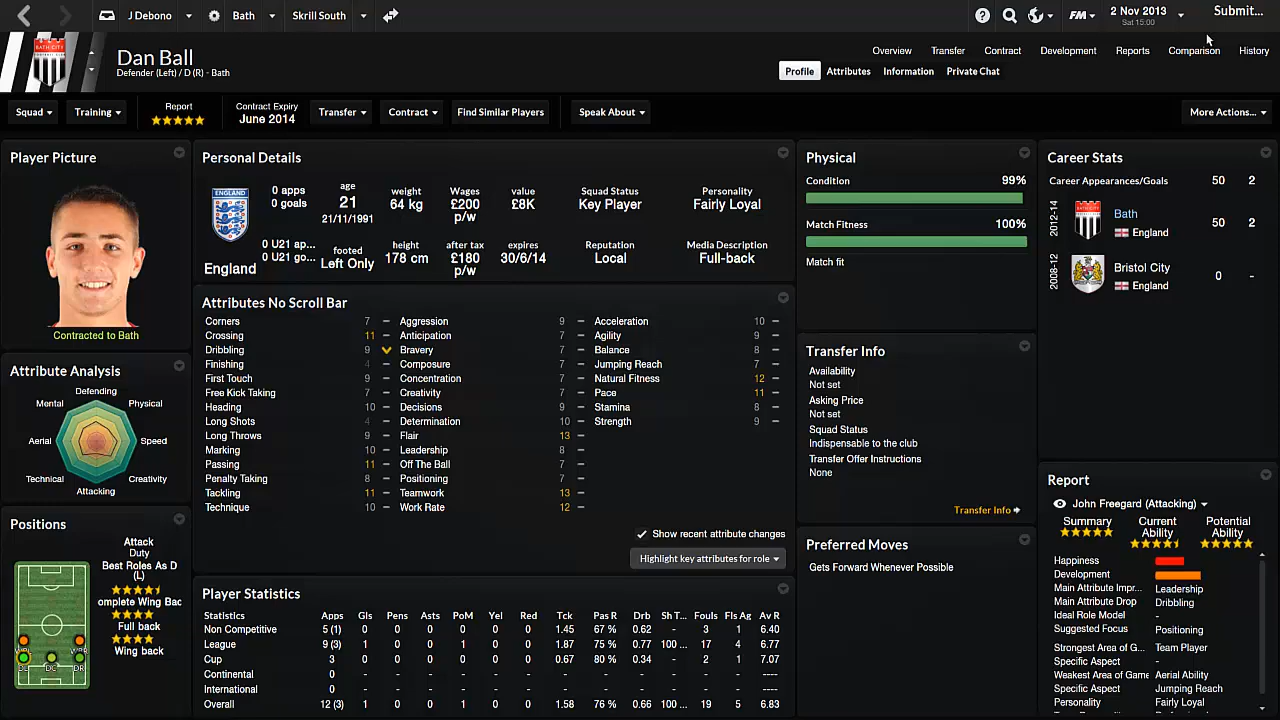 J Debono
Bath
Skrill South
FM
2 Nov 2013
Sat 15:00
Submit...
BATH CITY
Dan Ball
Defender (Left) / D (R) - Bath
Overview Transfer Contract Development Reports Comparison History
Profile Attributes Information Private Chat
Squad
Training
Report
Contract Expiry
June 2014
Transfer
Contract
Find Similar Players
Speak About
More Actions...
Player Picture
Contracted to Bath
Attribute Analysis
Defending
Mental Physical
Aerial Speed
Technical Creativity
Attacking
Positions
Attack
Duty
Best Roles As D
(L)
omplete Wing Bac
Full back
Wing back
DL DC DR
Personal Details
ENGLAND
England
0 apps
0 goals
0 U21 ap...
0 U21 go...
age
21
21/11/1991
footed
Left Only
weight
64 kg
height
178 cm
Wages
£200
p/w
after tax
£180
p/w
value
£8K
expires
30/6/14
Squad Status
Key Player
Reputation
Local
Personality
Fairly Loyal
Media Description
Full-back
Attributes No Scroll Bar
Corners 7 - Aggression 9 - Acceleration 10 -
Crossing 11 - Anticipation 7 - Agility 9 -
Dribbling 9 Bravery 7 - Balance 8 -
Finishing 4 - Composure 7 - Jumping Reach 7 -
First Touch 9 - Concentration 7 - Natural Fitness 12 -
Free Kick Taking 7 - Creativity 7 - Pace 11 -
Heading 10 - Decisions 9 - Stamina 8 -
Long Shots 4 - Determination 10 - Strength 9 -
Long Throws 9 - Flair 13 -
Marking 10 - Leadership 8 -
Passing 11 - Off The Ball 7 -
Penalty Taking 8 - Positioning 7 -
Tackling 11 - Teamwork 13 -
Technique 10 - Work Rate 12 -
Show recent attribute changes
Highlight key attributes for role
Player Statistics
Statistics Apps Gls Pens Asts PoM Yel Red Tck Pas R Drb Sh T... Fouls Fls Ag Av R
Non Competitive 5 (1) 0 0 0 0 0 0 1.45 67 % 0.62 - 3 1 6.40
League 9 (3) 1 0 0 1 0 0 1.87 75 % 0.77 100 ... 17 4 6.77
Cup 3 0 0 0 0 0 0 0.67 80 % 0.34 - 2 1 7.07
Continental 0 - - - - - - - - - - - - ----
International 0 - - - - - - - - - - - - ----
Overall 12 (3) 1 0 0 1 0 0 1.58 76 % 0.66 100 ... 19 5 6.83
Physical
Condition 99%
Match Fitness 100%
Match fit
Transfer Info
Availability
Not set
Asking Price
Not set
Squad Status
Indispensable to the club
Transfer Offer Instructions
None
Transfer Info
Preferred Moves
Gets Forward Whenever Possible
Career Stats
Career Appearances/Goals 50 2
2012-14
BATH CITY
Bath 50 2
England
2008-12
Bristol City 0 -
England
Report
John Freegard (Attacking)
Summary
Current
Ability
Potential
Ability
Happiness
Development
Main Attribute Impr... Leadership
Main Attribute Drop Dribbling
Ideal Role Model -
Suggested Focus Positioning
Strongest Area of G... Team Player
Specific Aspect -
Weakest Area of Game Aerial Ability
Specific Aspect Jumping Reach
Personality Fairly Loyal